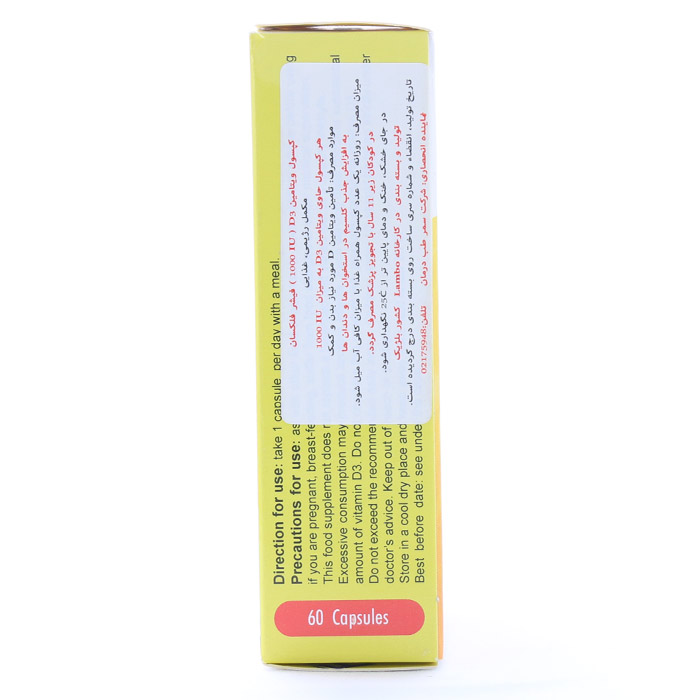 کپسول ویتامین D3 ( 1000 IU ) فیشر فلکسان
مکمل رژیمی، غذایی
هر کپسول حاوی ویتامین D3 به میزان 1000 IU
موارد مصرف: تأمین ویتامین D مورد نیاز بدن و کمک
به افزایش جذب کلسیم در استخوان ها و دندان ها
میزان مصرف: روزانه یک عدد کپسول همراه غذا با میزان کافی آب میل شود.
در کودکان زیر 11 سال با تجویز پزشک مصرف گردد.
در جای خشک، خنک و دمای پایین تر از 25C نگهداری شود.
تولید و بسته بندی در کارخانه Lambo کشور بلژیک
تاریخ تولید، انقضاء و شماره سری ساخت روی بسته بندی درج گردیده است.
نماینده انحصاری: شرکت سمر طب درمان تلفن:02175948
Direction for use: take 1 capsule per day with a meal.
Precautions for use: as
if you are pregnant, breast-fe
This food supplement does
Excessive consumption may
amount of vitamin D3. Do no
Do not exceed the recommen
doctor's advice. Keep out of
Store in a cool dry place and
Best before date: see unde
60 Capsules